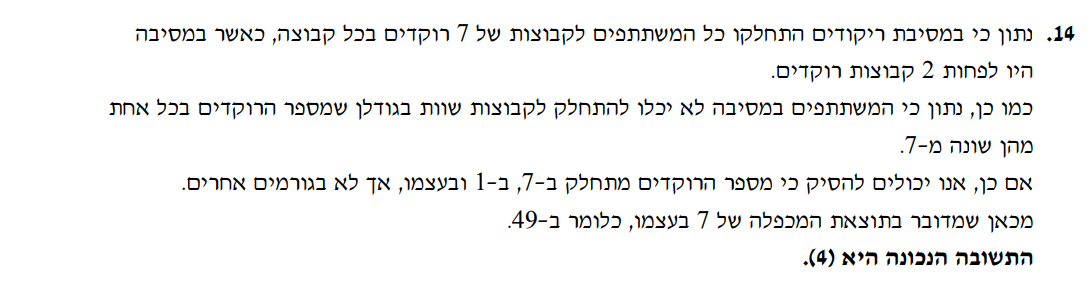 14. נתון כי במסיבת ריקודים התחלקו כל המשתתפים לקבוצות של 7 רוקדים בכל קבוצה, כאשר במסיבה
היו לפחות 2 קבוצות רוקדים.
כמו כן, נתון כי המשתתפים במסיבה לא יכלו להתחלק לקבוצות שוות בגודלן שמספר הרוקדים בכל אחת
מהן שונה מ-7.
אם כן, אנו יכולים להסיק כי מספר הרוקדים מתחלק ב-7, ב-1 ובעצמו, אך לא בגורמים אחרים.
מכאן שמדובר בתוצאת המכפלה של 7 בעצמו, כלומר ב-49.
התשובה הנכונה היא (4).